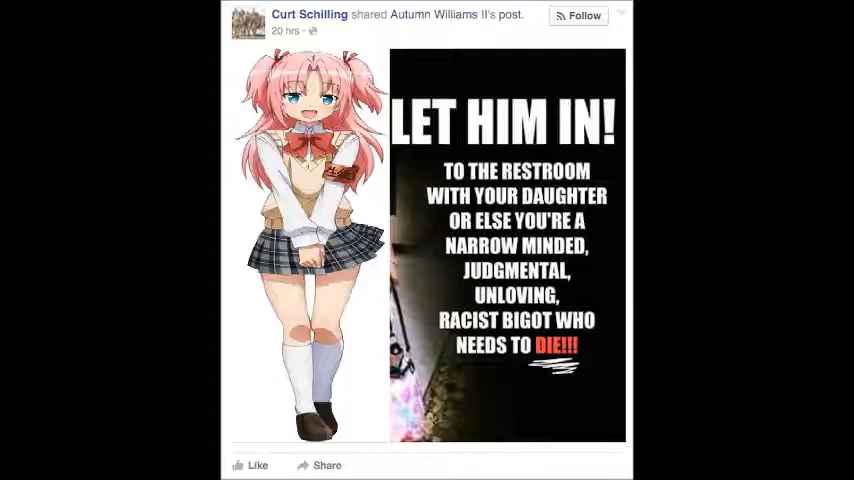 Curt Schilling shared Autumn Williams II's post.
Follow
20 hrs
LET HIM IN!
TO THE RESTROOM
WITH YOUR DAUGHTER
OR ELSE YOU'RE A
NARROW MINDED,
JUDGMENTAL,
UNLOVING,
RACIST BIGOT WHO
NEEDS TO DIE!!!
Like
Share